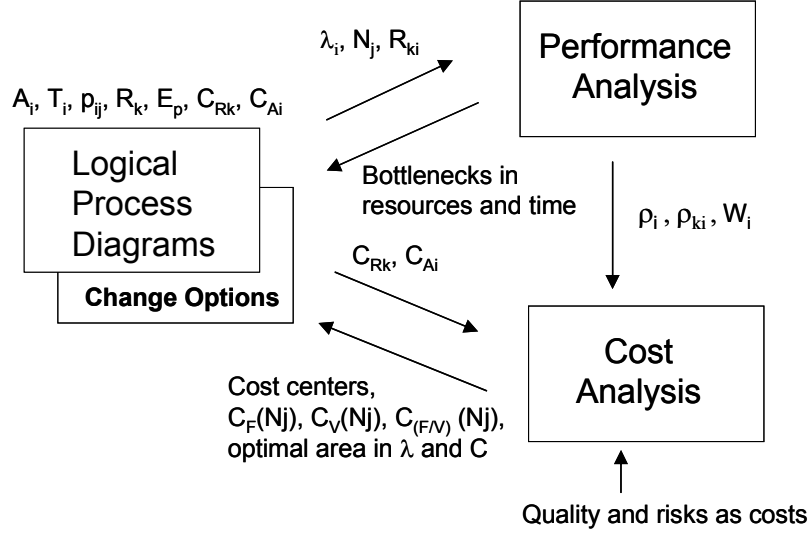 λi, Nj, Rki
Performance
Analysis
Ai, Ti, pij, Rk, Ep, CRk, CAi
Logical
Process
Diagrams
Change Options
Bottlenecks in
resources and time
ρi , ρki, Wi
CRk, CAi
Cost
Analysis
Cost centers,
CF(Nj), CV(Nj), C(F/V) (Nj),
optimal area in λ and C
Quality and risks as costs